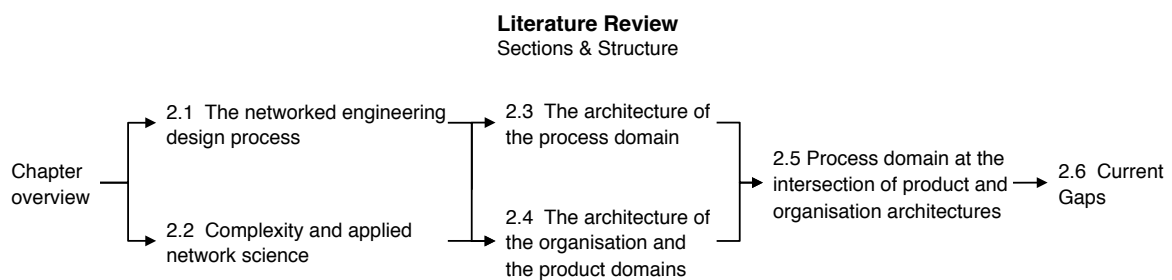 Literature Review
Sections & Structure
Chapter
overview
2.1 The networked engineering
design process
2.2 Complexity and applied
network science
2.3 The architecture of
the process domain
2.4 The architecture of
the organisation and
the product domains
2.5 Process domain at the
intersection of product and
organisation architectures
2.6 Current
Gaps